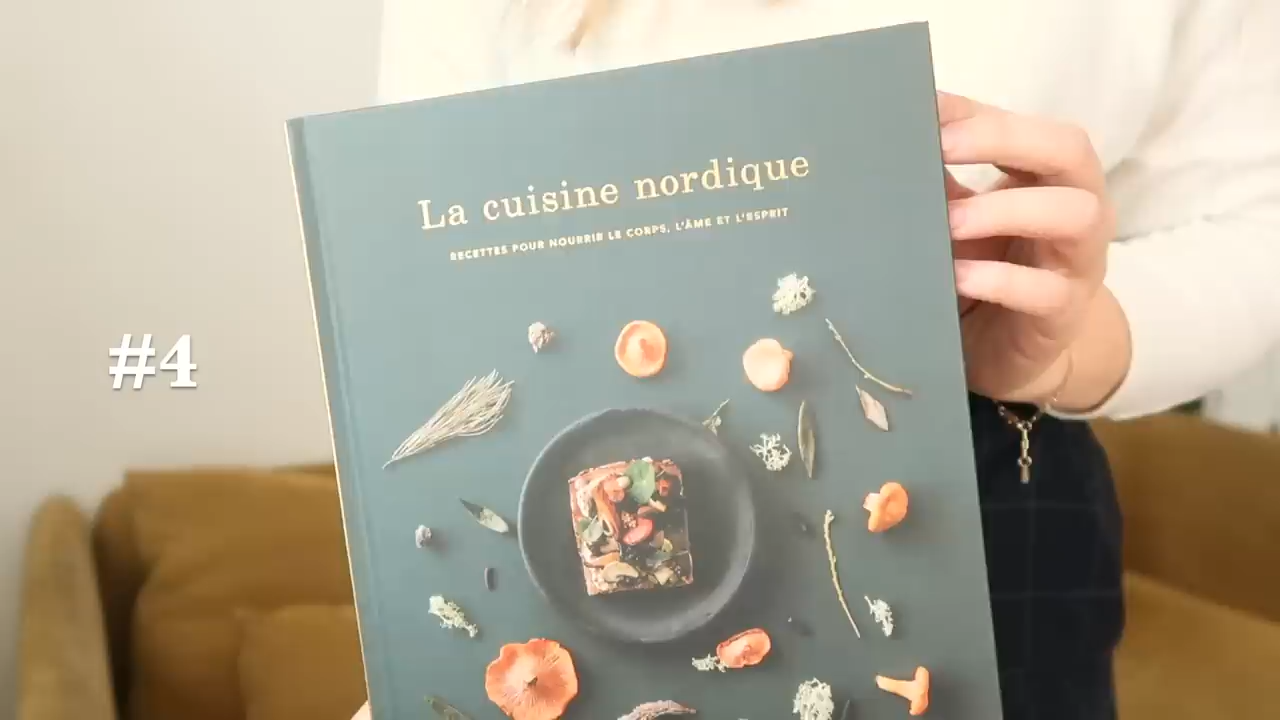 La cuisine nordique
RECETTES POUR NOURRIR LE CORPS, L'ÂME ET L'ESPRIT
#4